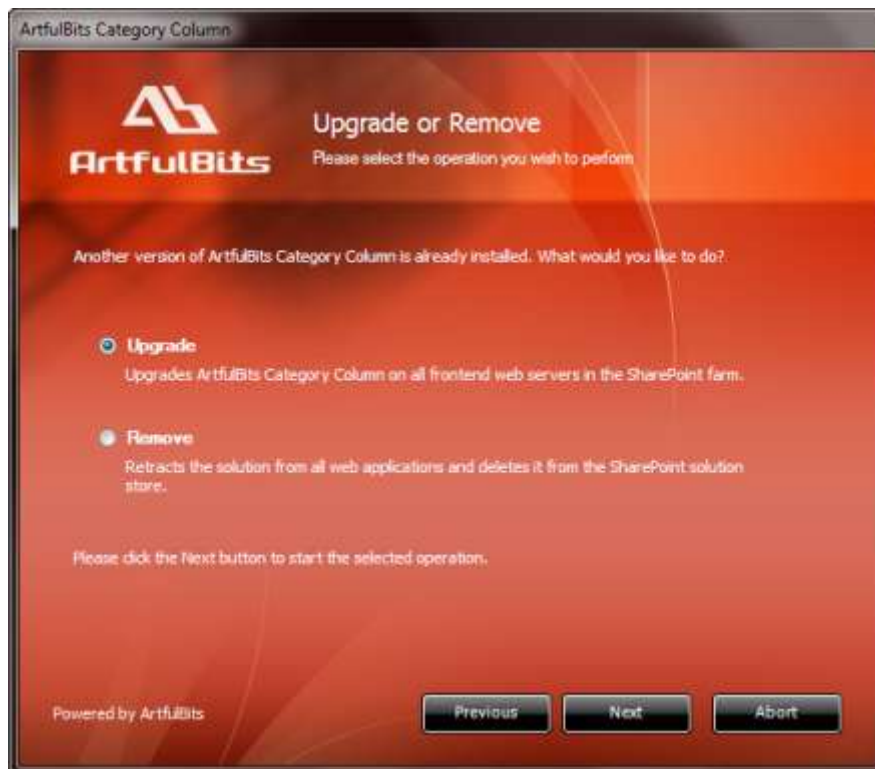 ArtfulBits Category Column
ArtfulBits
Upgrade or Remove
Please select the operation you wish to perform
Another version of ArtfulBits Category Column is already installed. What would you like to do?
Upgrade
Upgrades ArtfulBits Category Column on all frontend web servers in the SharePoint farm.
Remove
Retracts the solution from all web applications and deletes it from the SharePoint solution
store.
Please click the Next button to start the selected operation.
Powered by ArtfulBits
Previous
Next
Abort